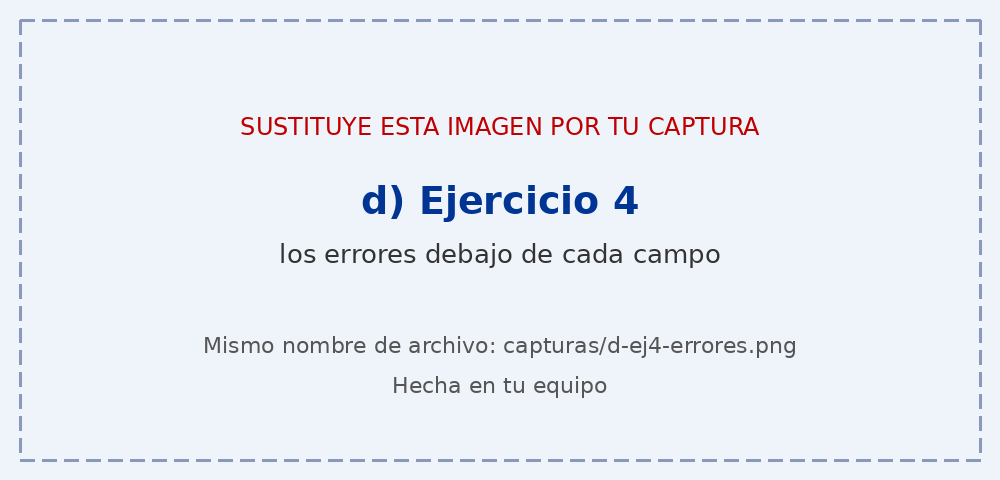 SUSTITUYE ESTA IMAGEN POR TU CAPTURA
d) Ejercicio 4
los errores debajo de cada campo
Mismo nombre de archivo: capturas/d-ej4-errores.png
Hecha en tu equipo